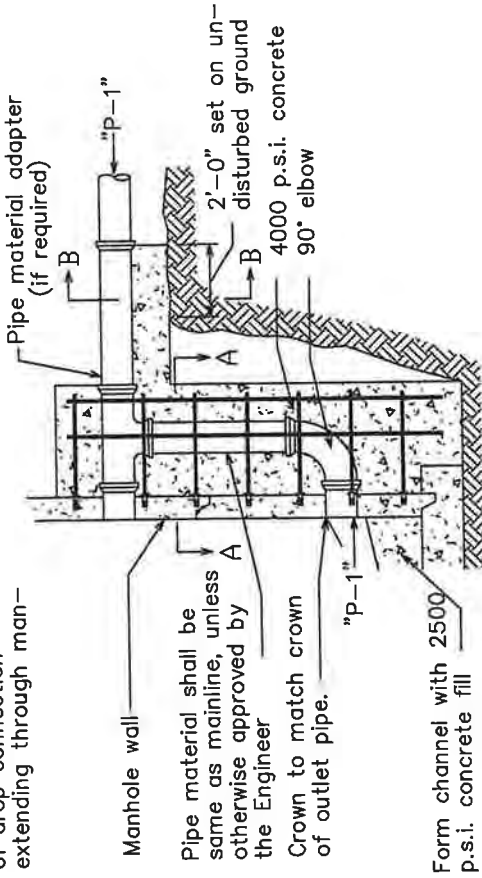 of drop connection
extending through man-
Manhole wall
Pipe material shall be
same as mainline, unless
otherwise approved by
the Engineer
Crown to match crown
of outlet pipe.
Form channel with 2500
p.s.i. concrete fill
"P-1"
A
A
Pipe material adapter
(if required)
B
"P-1"
2'-0" set on un-
disturbed ground
B
4000 p.s.i. concrete
90° elbow